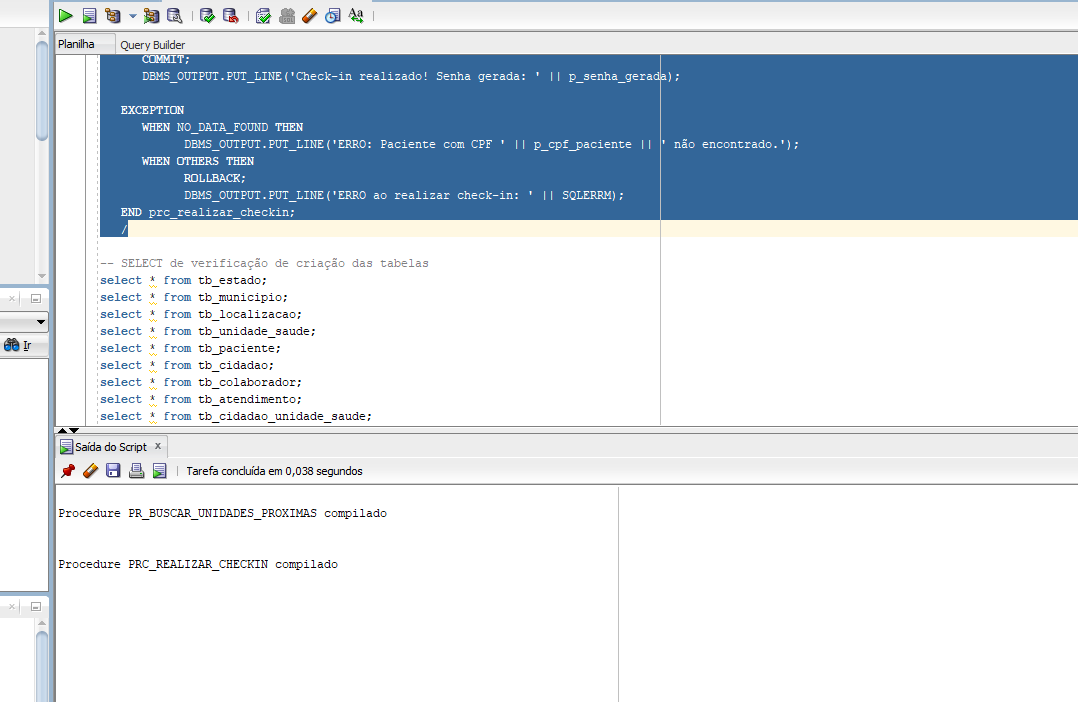 Planilha
Query Builder
COMMIT;
DBMS_OUTPUT.PUT_LINE('Check-in realizado! Senha gerada: ' || p_senha_gerada);
EXCEPTION
WHEN NO_DATA_FOUND THEN
DBMS_OUTPUT.PUT_LINE('ERRO: Paciente com CPF ' || p_cpf_paciente || ' não encontrado.');
WHEN OTHERS THEN
ROLLBACK;
DBMS_OUTPUT.PUT_LINE('ERRO ao realizar check-in: ' || SQLERRM);
END prc_realizar_checkin;
/
-- SELECT de verificação de criação das tabelas
select * from tb_estado;
select * from tb_municipio;
select * from tb_localizacao;
select * from tb_unidade_saude;
select * from tb_paciente;
select * from tb_cidadao;
select * from tb_colaborador;
select * from tb_atendimento;
select * from tb_cidadao_unidade_saude;
Ir
Saída do Script
Tarefa concluída em 0,038 segundos
Procedure PR_BUSCAR_UNIDADES_PROXIMAS compilado
Procedure PRC_REALIZAR_CHECKIN compilado